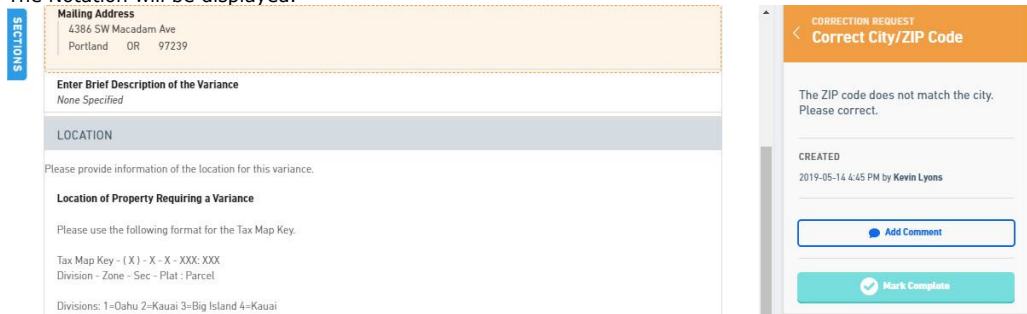 The Notation will be displayed.
SECTIONS
Mailing Address
4386 SW Macadam Ave
Portland OR 97239
Enter Brief Description of the Variance
None Specified
LOCATION
Please provide information of the location for this variance.
Location of Property Requiring a Variance
Please use the following format for the Tax Map Key.
Tax Map Key - ( X ) - X - X - XXX: XXX
Division - Zone - Sec - Plat : Parcel
Divisions: 1=Oahu 2=Kauai 3=Big Island 4=Kauai
CORRECTION REQUEST
Correct City/ZIP Code
The ZIP code does not match the city.
Please correct.
CREATED
2019-05-14 4:45 PM by Kevin Lyons
Add Comment
Mark Complete